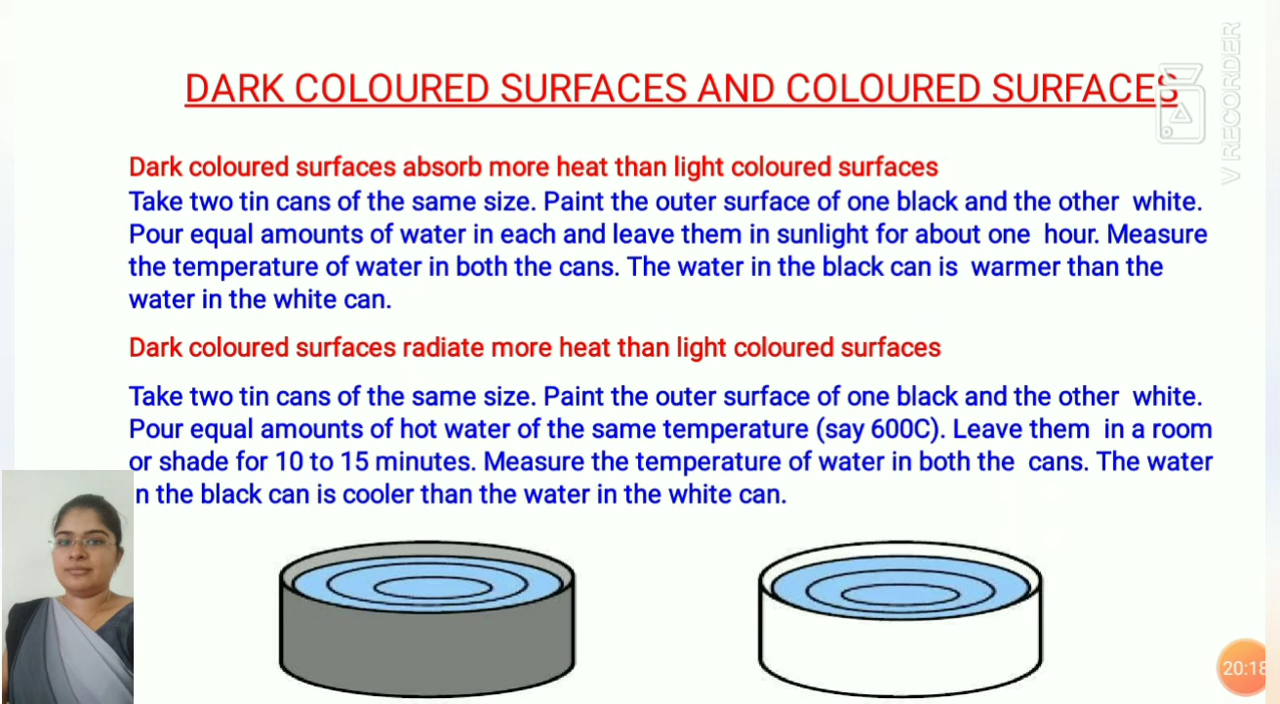 DARK COLOURED SURFACES AND COLOURED SURFACES
V RECORDER
Dark coloured surfaces absorb more heat than light coloured surfaces
Take two tin cans of the same size. Paint the outer surface of one black and the other white.
Pour equal amounts of water in each and leave them in sunlight for about one hour. Measure
the temperature of water in both the cans. The water in the black can is warmer than the
water in the white can.
Dark coloured surfaces radiate more heat than light coloured surfaces
Take two tin cans of the same size. Paint the outer surface of one black and the other white.
Pour equal amounts of hot water of the same temperature (say 600C). Leave them in a room
or shade for 10 to 15 minutes. Measure the temperature of water in both the cans. The water
n the black can is cooler than the water in the white can.
20:18